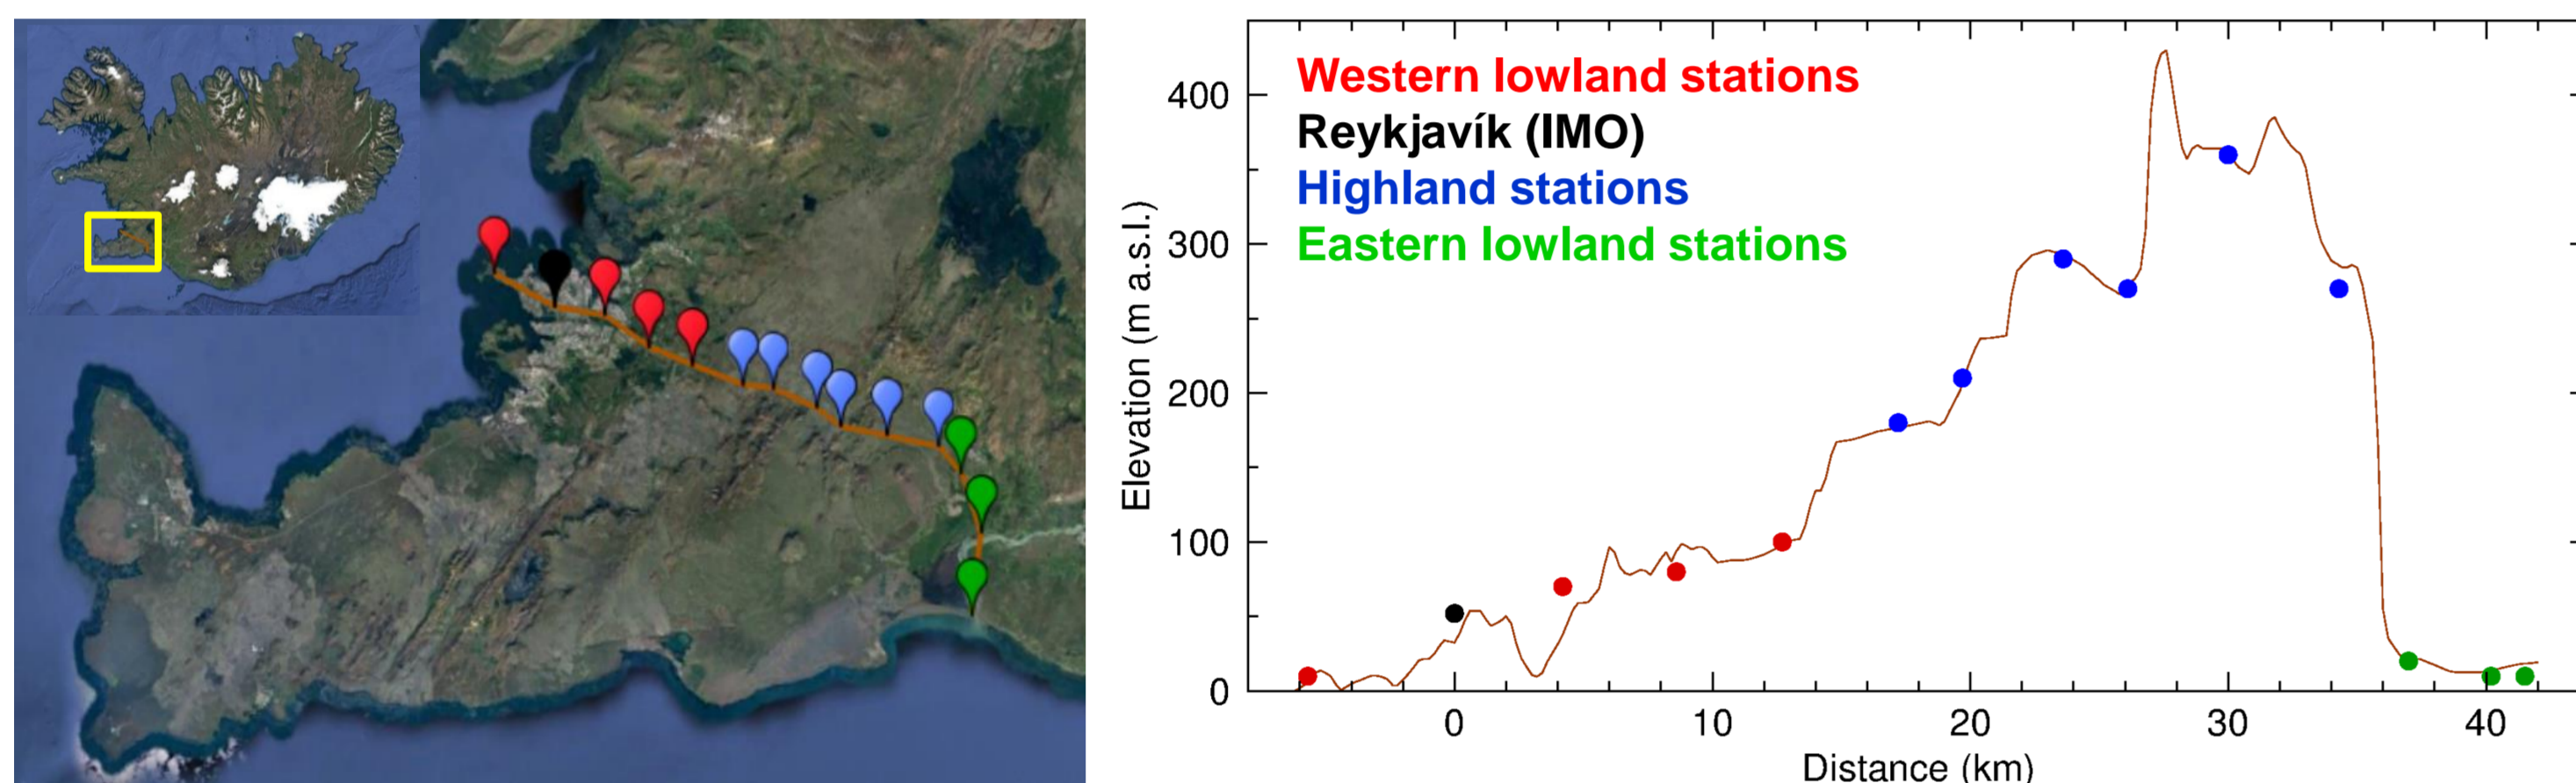 Western lowland stations
Reykjavík (IMO)
Highland stations
Eastern lowland stations
Elevation (m a.s.l.)
400
300
200
100
0
0 10 20 30 40
Distance (km)